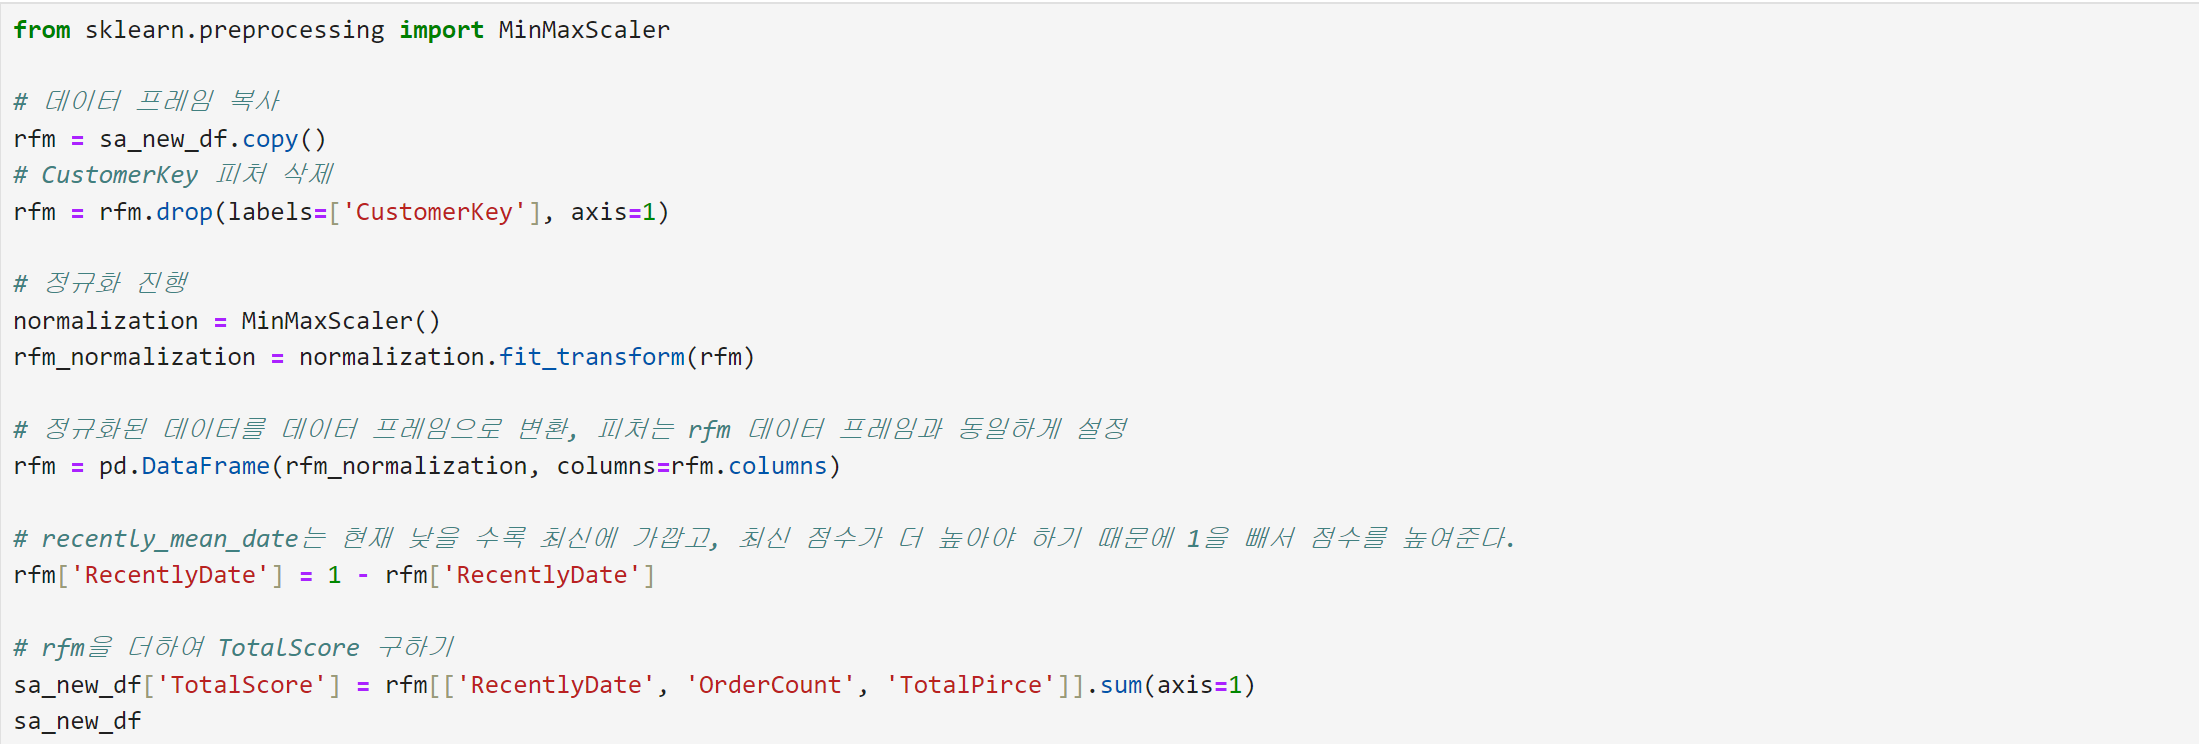 from sklearn.preprocessing import MinMaxScaler
# 데이터 프레임 복사
rfm = sa_new_df.copy()
# CustomerKey 피처 삭제
rfm = rfm.drop(labels=['CustomerKey'], axis=1)
# 정규화 진행
normalization = MinMaxScaler()
rfm_normalization = normalization.fit_transform(rfm)
# 정규화된 데이터를 데이터 프레임으로 변환, 피처는 rfm 데이터 프레임과 동일하게 설정
rfm = pd.DataFrame(rfm_normalization, columns=rfm.columns)
# recently_mean_date는 현재 낮을 수록 최신에 가깝고, 최신 점수가 더 높아야 하기 때문에 1을 빼서 점수를 높여준다.
rfm['RecentlyDate'] = 1 - rfm['RecentlyDate']
# rfm을 더하여 TotalScore 구하기
sa_new_df['TotalScore'] = rfm[['RecentlyDate', 'OrderCount', 'TotalPirce']].sum(axis=1)
sa_new_df